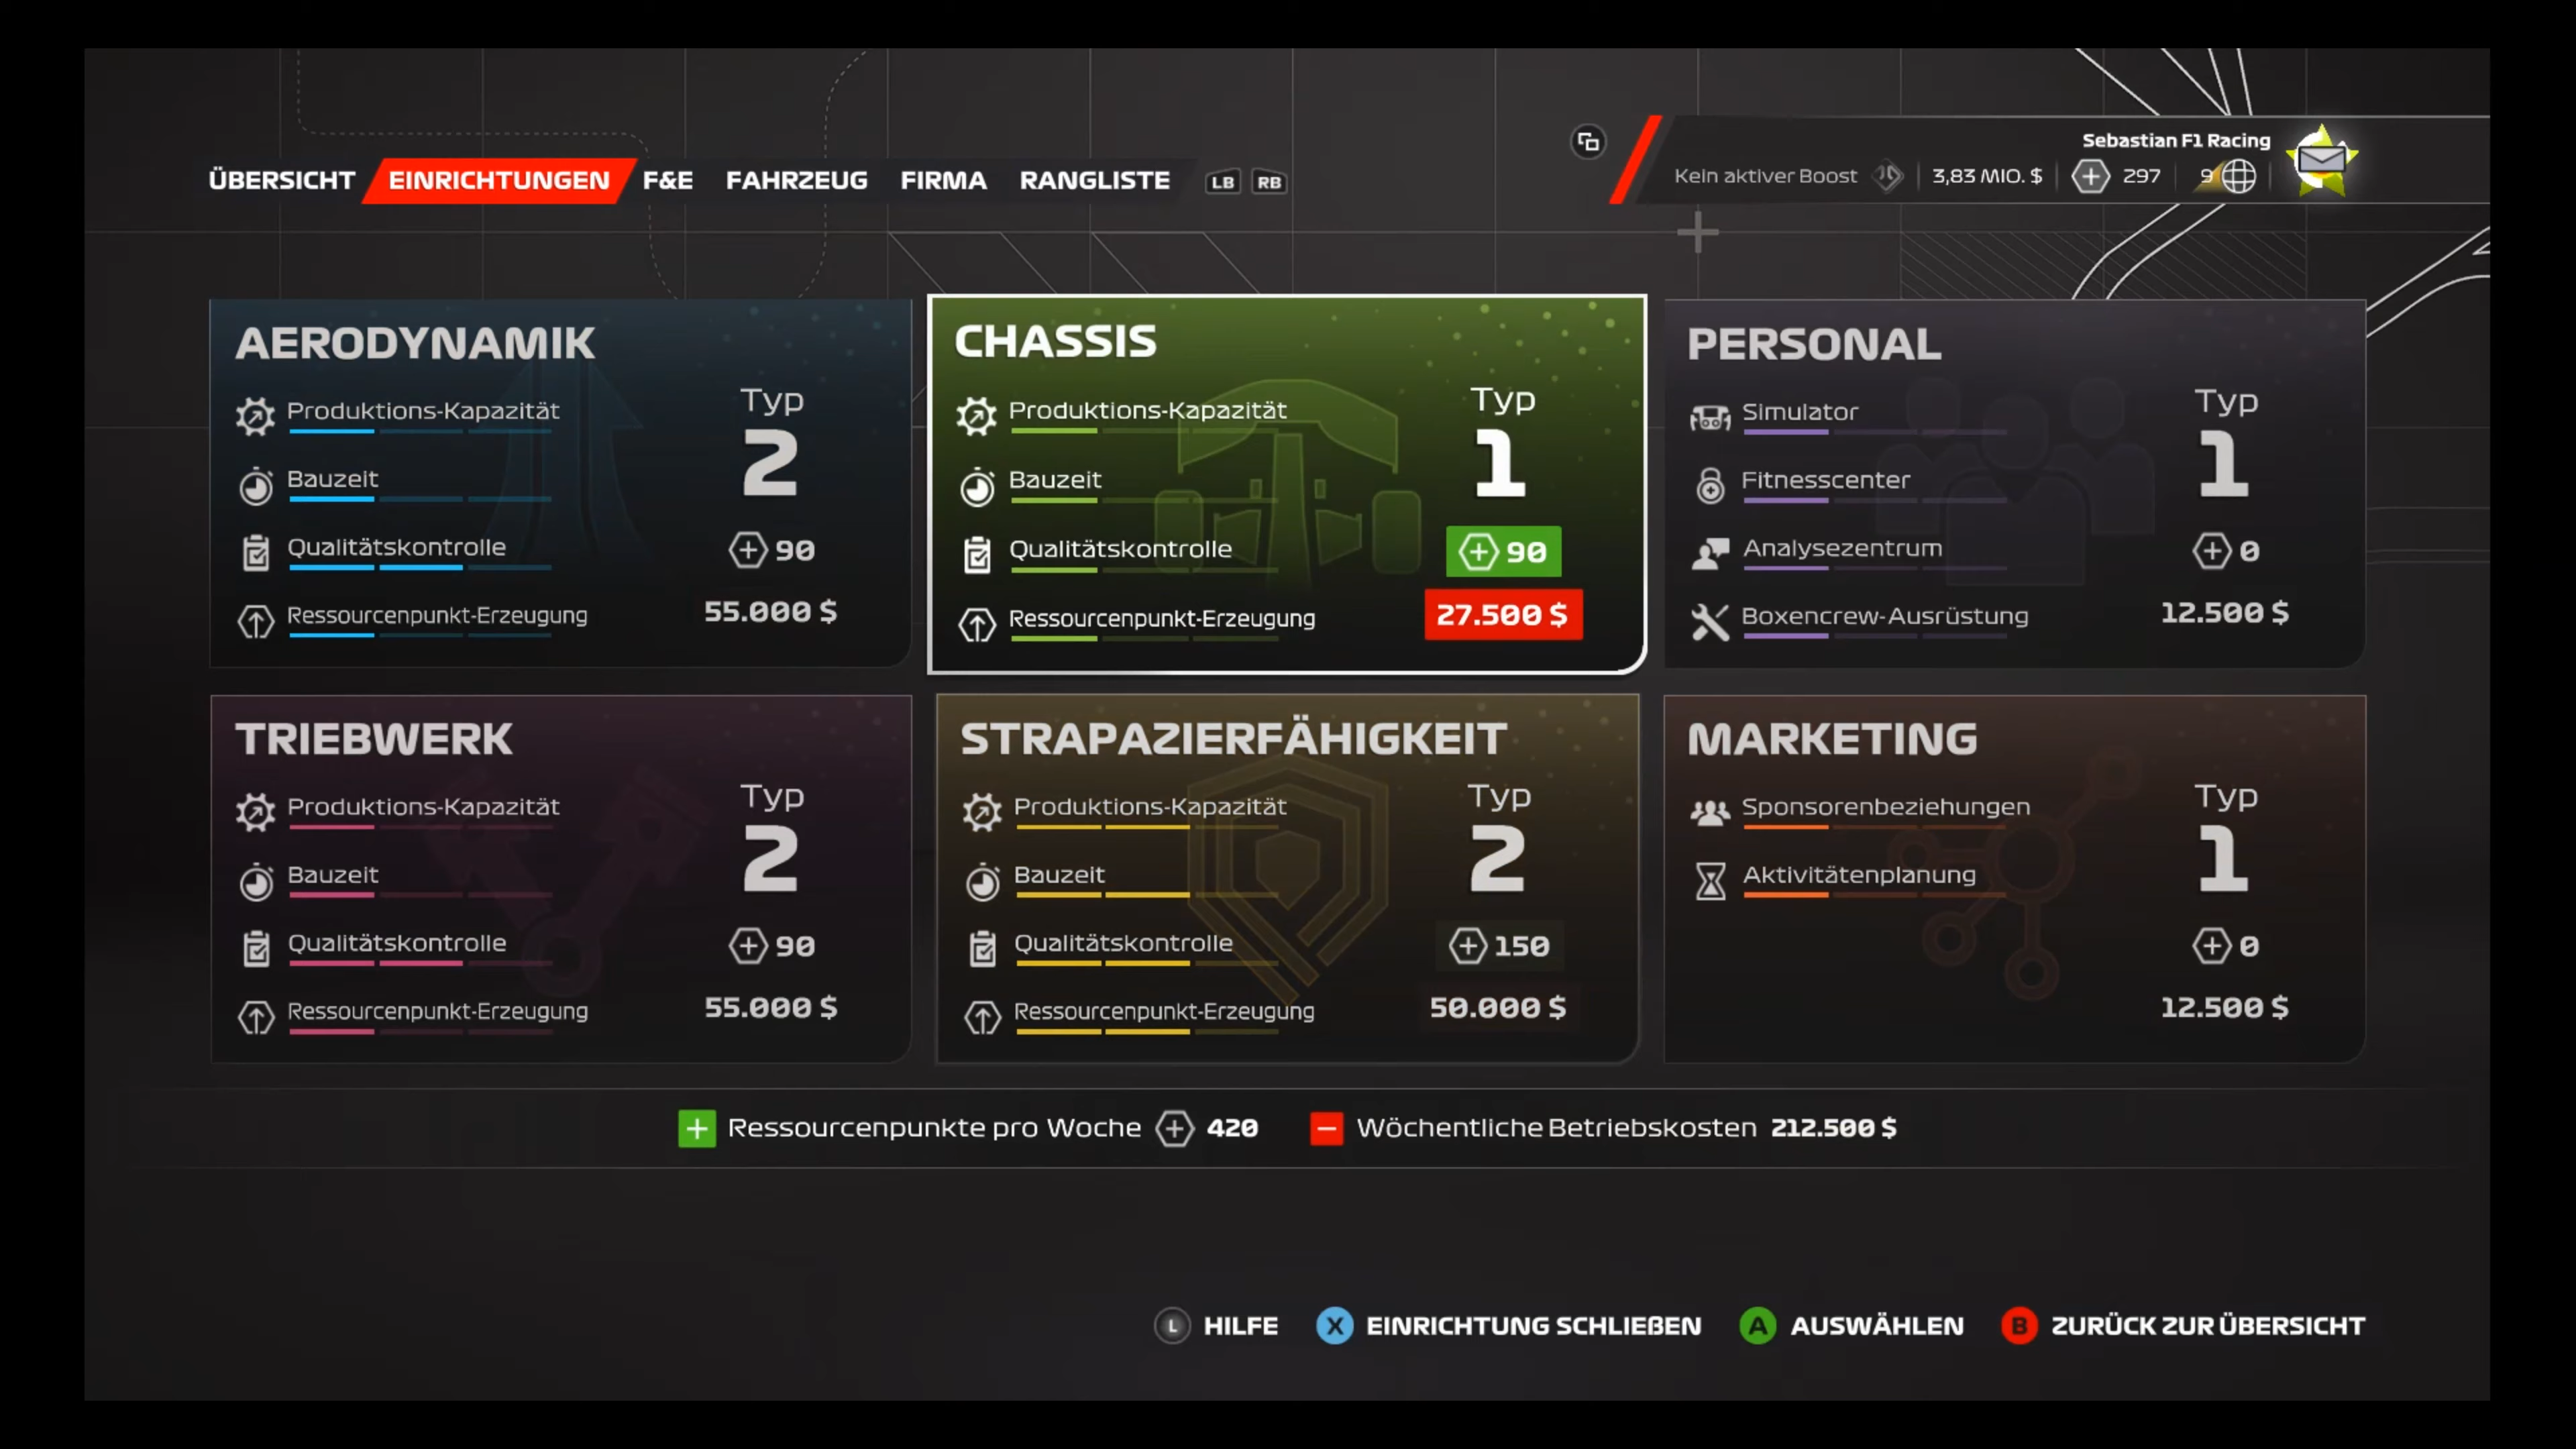 Sebastian F1 Racing
ÜBERSICHT EINRICHTUNGEN F&E FAHRZEUG FIRMA RANGLISTE LB RB
Kein aktiver Boost 3,83 MIO. $ 297 9
AERODYNAMIK
Produktions-Kapazität
Bauzeit
Qualitätskontrolle
Ressourcenpunkt-Erzeugung
Typ
2
90
55.000 $
CHASSIS
Produktions-Kapazität
Bauzeit
Qualitätskontrolle
Ressourcenpunkt-Erzeugung
Typ
1
90
27.500 $
PERSONAL
Simulator
Fitnesscenter
Analysezentrum
Boxencrew-Ausrüstung
Typ
1
0
12.500 $
TRIEBWERK
Produktions-Kapazität
Bauzeit
Qualitätskontrolle
Ressourcenpunkt-Erzeugung
Typ
2
90
55.000 $
STRAPAZIERFÄHIGKEIT
Produktions-Kapazität
Bauzeit
Qualitätskontrolle
Ressourcenpunkt-Erzeugung
Typ
2
150
50.000 $
MARKETING
Sponsorenbeziehungen
Aktivitätenplanung
Typ
1
0
12.500 $
Ressourcenpunkte pro Woche 420 Wöchentliche Betriebskosten 212.500 $
L HILFE X EINRICHTUNG SCHLIEẞEN A AUSWÄHLEN B ZURÜCK ZUR ÜBERSICHT